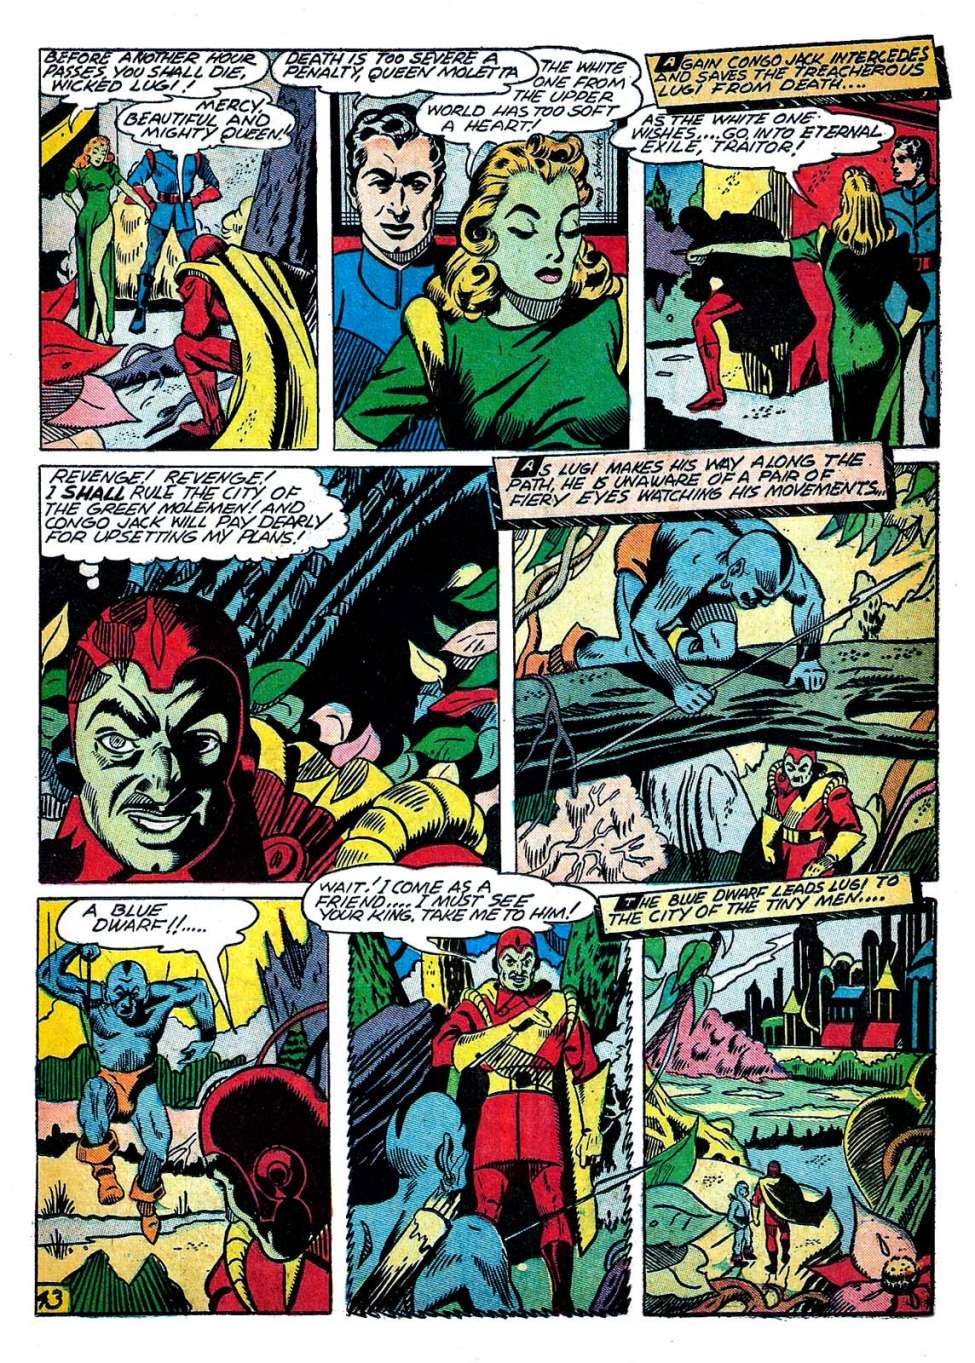 BEFORE ANOTHER HOUR
PASSES YOU SHALL DIE,
WICKED LUGI!
MERCY,
BEAUTIFUL AND
MIGHTY QUEEN!!
DEATH IS TOO SEVERE A
PENALTY, QUEEN MOLETTA
THE WHITE
ONE FROM
THE UPPER
WORLD HAS TOO SOFT
A HEART!
AGAIN CONGO JACK INTERCEDES
AND SAVES THE TREACHEROUS
LUGI FROM DEATH....
AS THE WHITE ONE
WISHES....GO, INTO ETERNAL
EXILE, TRAITOR!
REVENGE! REVENGE!
I SHALL RULE THE CITY OF
THE GREEN MOLEMEN! AND
CONGO JACK WILL PAY DEARLY
FOR UPSETTING MY PLANS!
AS LUGI MAKES HIS WAY ALONG THE
PATH, HE IS UNAWARE OF A PAIR OF
FIERY EYES WATCHING HIS MOVEMENTS...
A BLUE
DWARF!!.....
WAIT! I COME AS A
FRIEND.... I MUST SEE
YOUR KING, TAKE ME TO HIM!
THE BLUE DWARF LEADS LUGI TO
THE CITY OF THE TINY MEN....
13